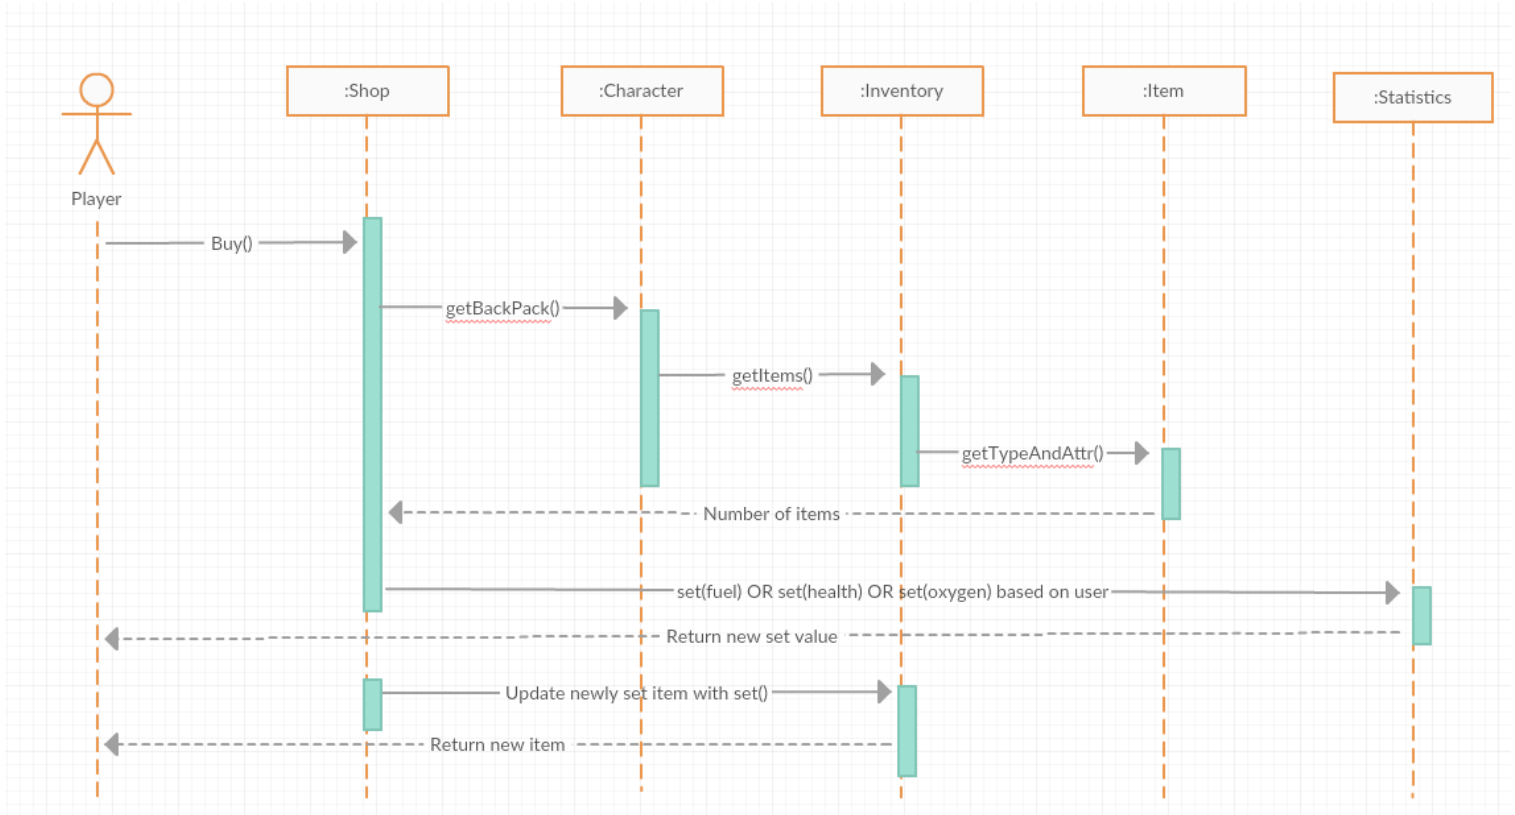 :Shop
:Character
:Inventory
:Item
:Statistics
Player
Buy()
getBackPack()
getItems()
getTypeAndAttr()
Number of items
set(fuel) OR set(health) OR set(oxygen) based on user
Return new set value
Update newly set item with set()
Return new item